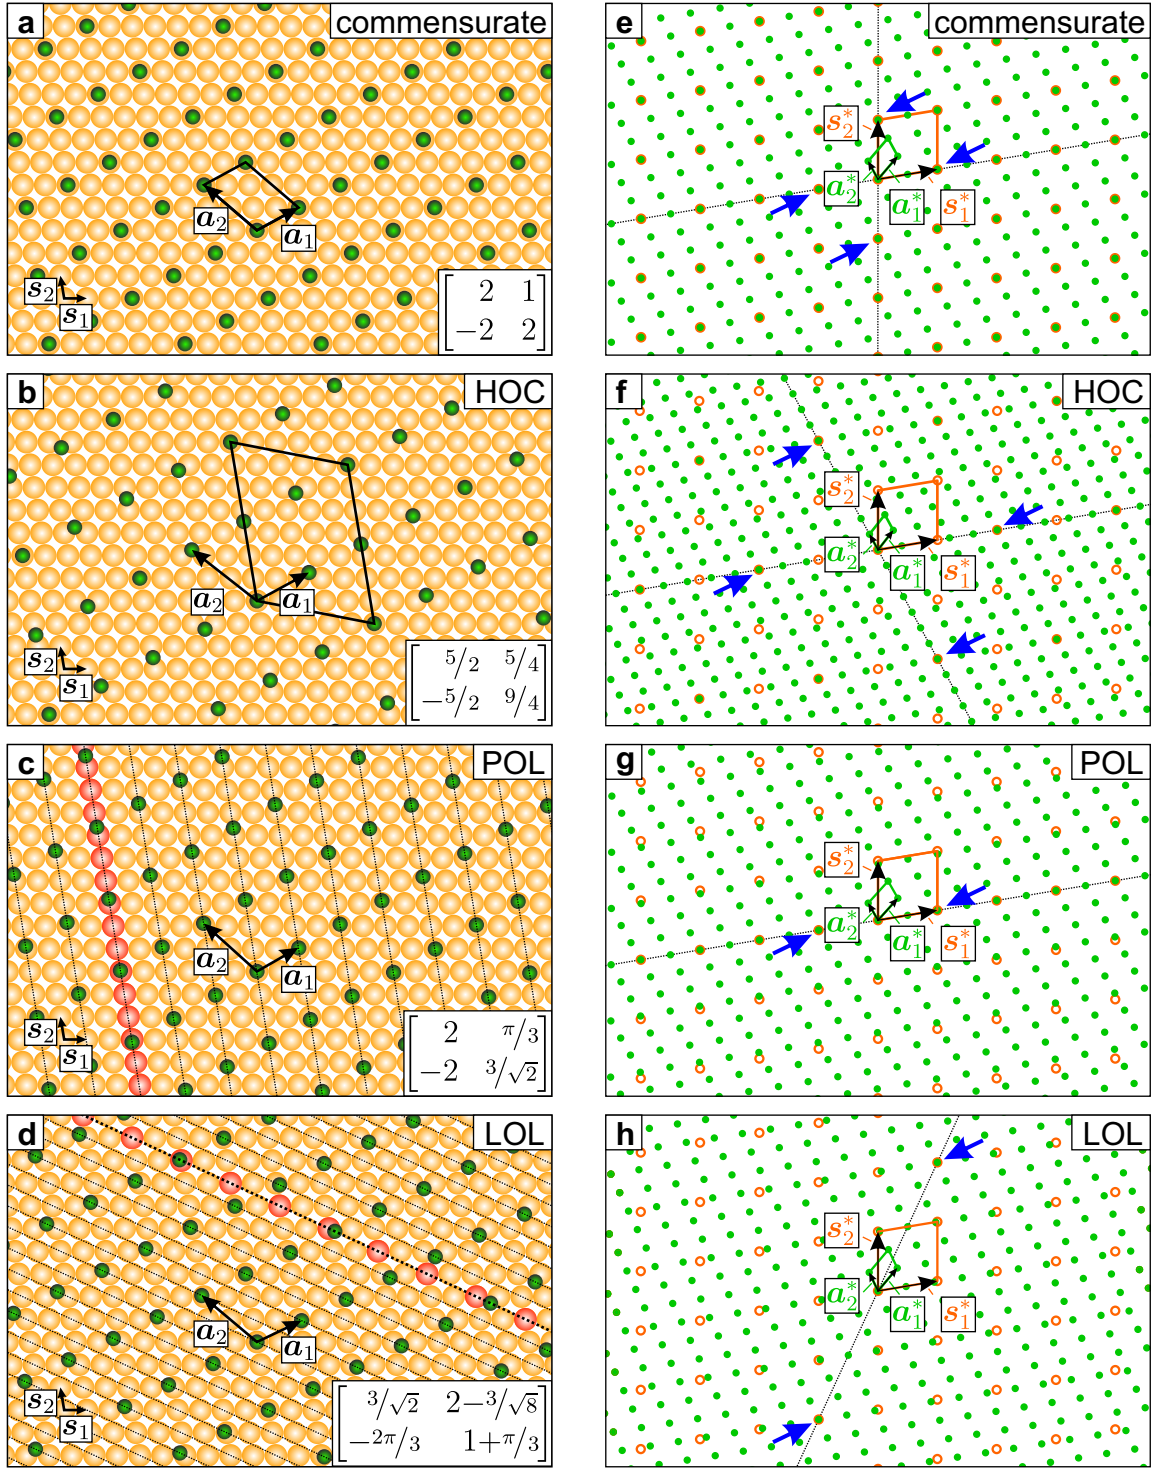 a commensurate
a₂
a₁
s₂
s₁
2 1
−2 2
e commensurate
s₂*
a₂*
a₁* s₁*
b HOC
a₂
a₁
s₂
s₁
5/2 5/4
−5/2 9/4
f HOC
s₂*
a₂*
a₁* s₁*
c POL
a₂
a₁
s₂
s₁
2 π/3
−2 3/√2
g POL
s₂*
a₂*
a₁* s₁*
d LOL
a₂
a₁
s₂
s₁
3/√2 2−3/√8
−2π/3 1+π/3
h LOL
s₂*
a₂*
a₁* s₁*